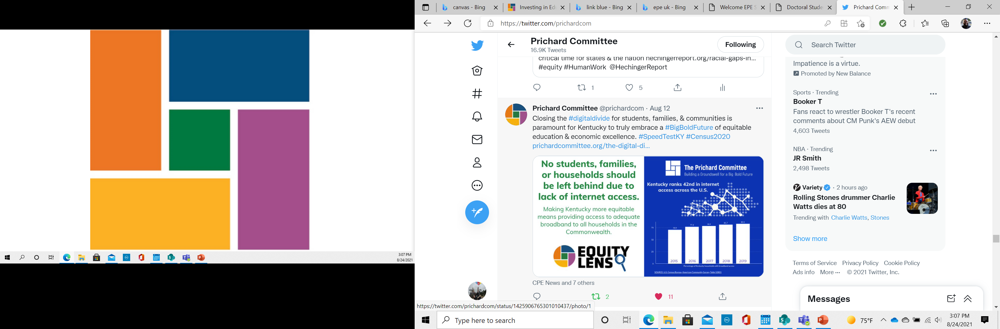 3:07 PM
8/24/2021
canvas - Bing
Investing in Edu
link blue - Bing
epe uk - Bing
Welcome EPE S
Doctoral Stude
Prichard Comm
https://twitter.com/prichardcom
Prichard Committee
16.9K Tweets
Following
critical time for states & the nation hechingerreport.org/racial-gaps-in...
#equity #HumanWork @HechingerReport
1
5
Prichard Committee @prichardcom · Aug 12
Closing the #digitaldivide for students, families, & communities is
paramount for Kentucky to truly embrace a #BigBoldFuture of equitable
education & economic excellence. #SpeedTestKY #Census2020
prichardcommittee.org/the-digital-di...
No students, families,
or households should
be left behind due to
lack of internet access.
Making Kentucky more equitable
means providing access to adequate
broadband to all households in the
Commonwealth.
EQUITY
LENS
The Prichard Committee
Building a Groundswell for a Big Bold Future
Kentucky ranks 42nd in internet
access across the U.S.
70.9 77.3 78.9 81.7 83.1
75
50
25
0
2015 2016 2017 2018 2019
Percentage of Kentucky households with broadband access
SOURCE: U.S. Census Bureau, American Community Survey, Table S2801
CPE News and 7 others
2
11
https://twitter.com/prichardcom/status/1425906765301010437/photo/1
Search Twitter
Impatience is a virtue.
Promoted by New Balance
Sports · Trending
Booker T
Fans react to wrestler Booker T's recent
comments about CM Punk's AEW debut
4,603 Tweets
NBA · Trending
JR Smith
2,498 Tweets
Variety · 2 hours ago
Rolling Stones drummer Charlie
Watts dies at 80
Trending with Charlie Watts, Stones
Show more
Terms of Service Privacy Policy Cookie Policy
Ads info More ··· © 2021 Twitter, Inc.
Messages
Type here to search
75°F
3:07 PM
8/24/2021